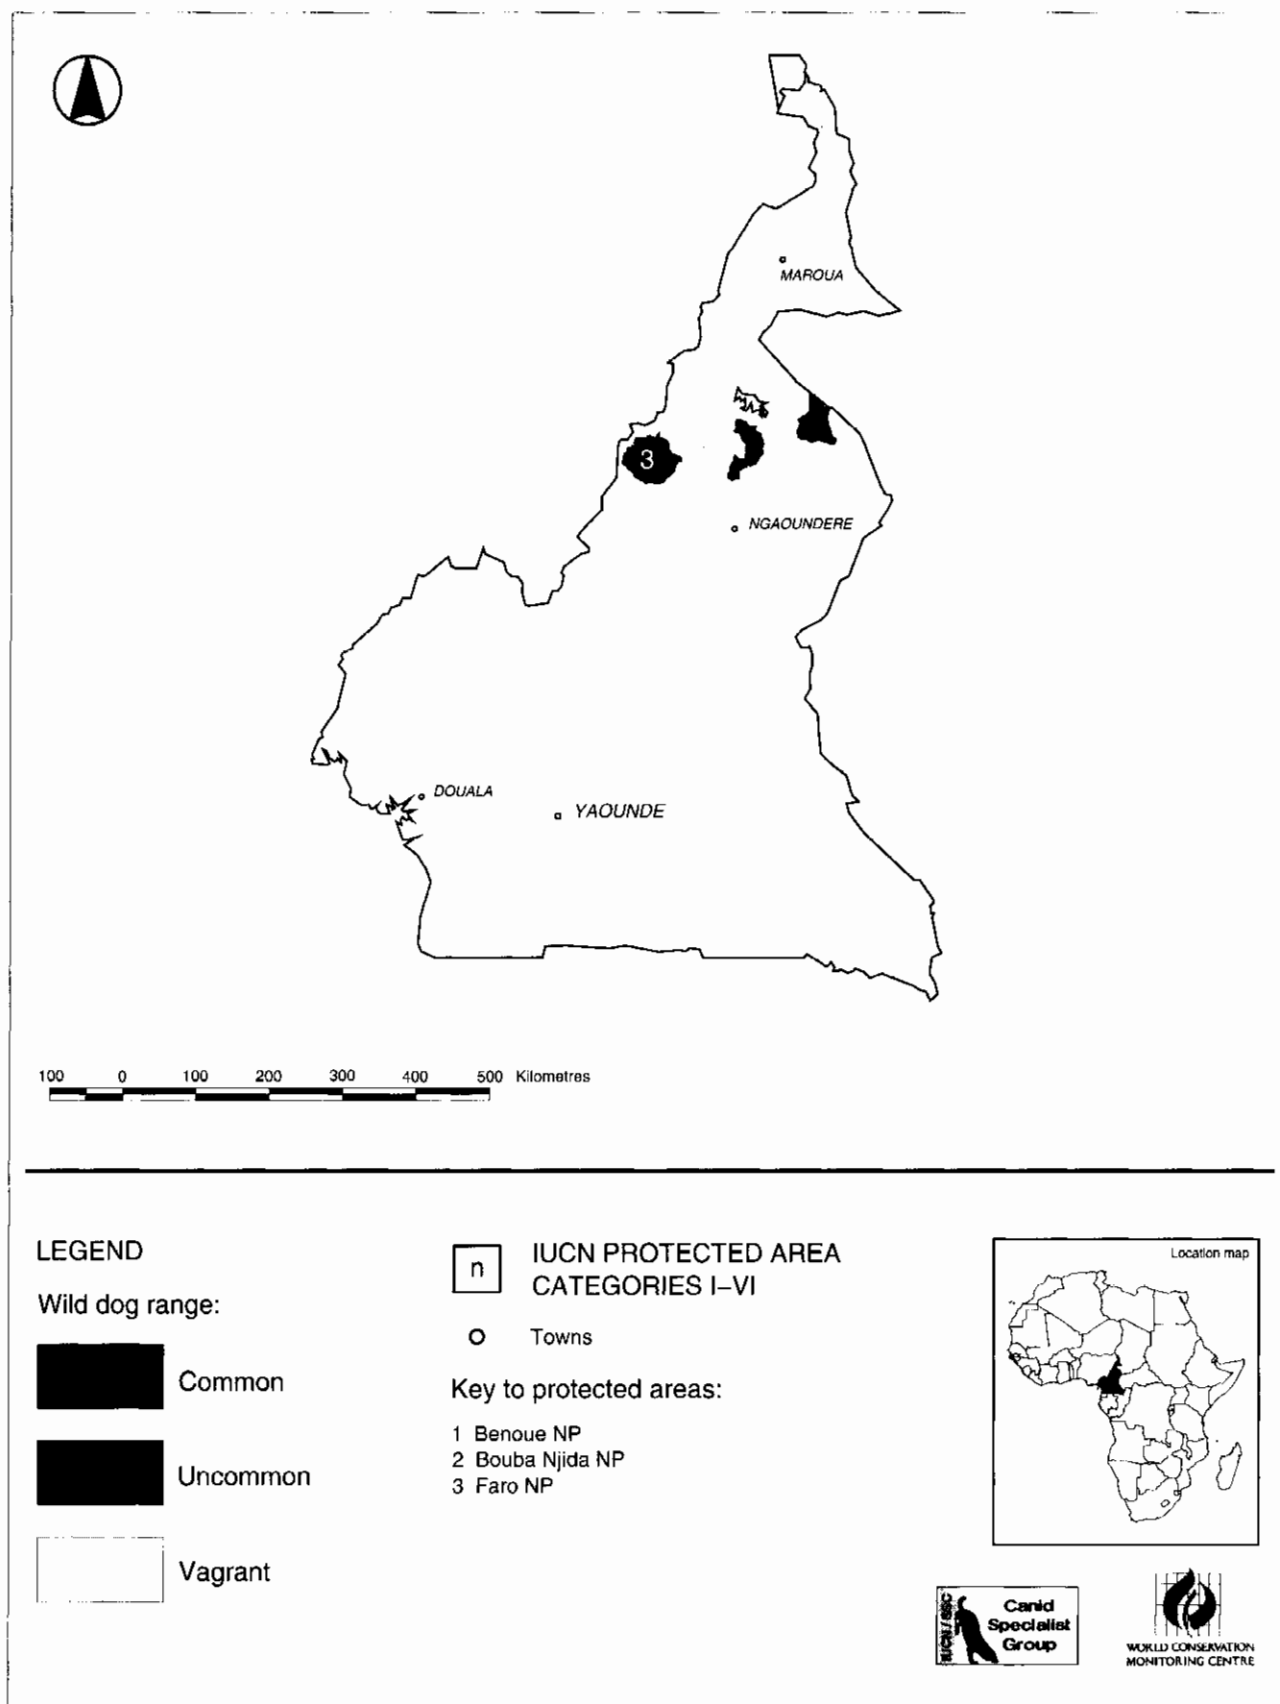 MAROUA
3
NGAOUNDERE
DOUALA
YAOUNDE
100 0 100 200 300 400 500 Kilometres
LEGEND
Wild dog range:
Common
Uncommon
Vagrant
n
IUCN PROTECTED AREA
CATEGORIES I–VI
Towns
Key to protected areas:
1 Benoue NP
2 Bouba Njida NP
3 Faro NP
Location map
IUCN / SSC
Canid
Specialist
Group
WORLD CONSERVATION
MONITORING CENTRE